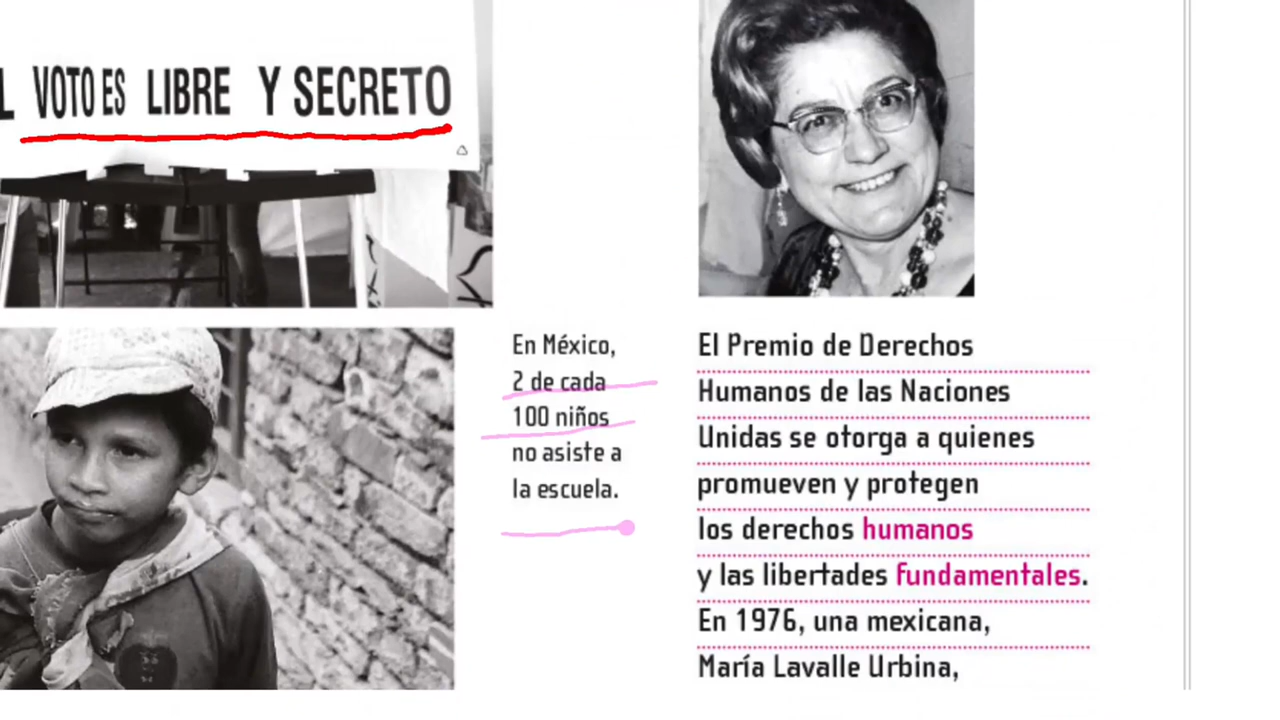 L VOTO ES LIBRE Y SECRETO
En México,
2 de cada
100 niños
no asiste a
la escuela.
El Premio de Derechos
Humanos de las Naciones
Unidas se otorga a quienes
promueven y protegen
los derechos humanos
y las libertades fundamentales.
En 1976, una mexicana,
María Lavalle Urbina,